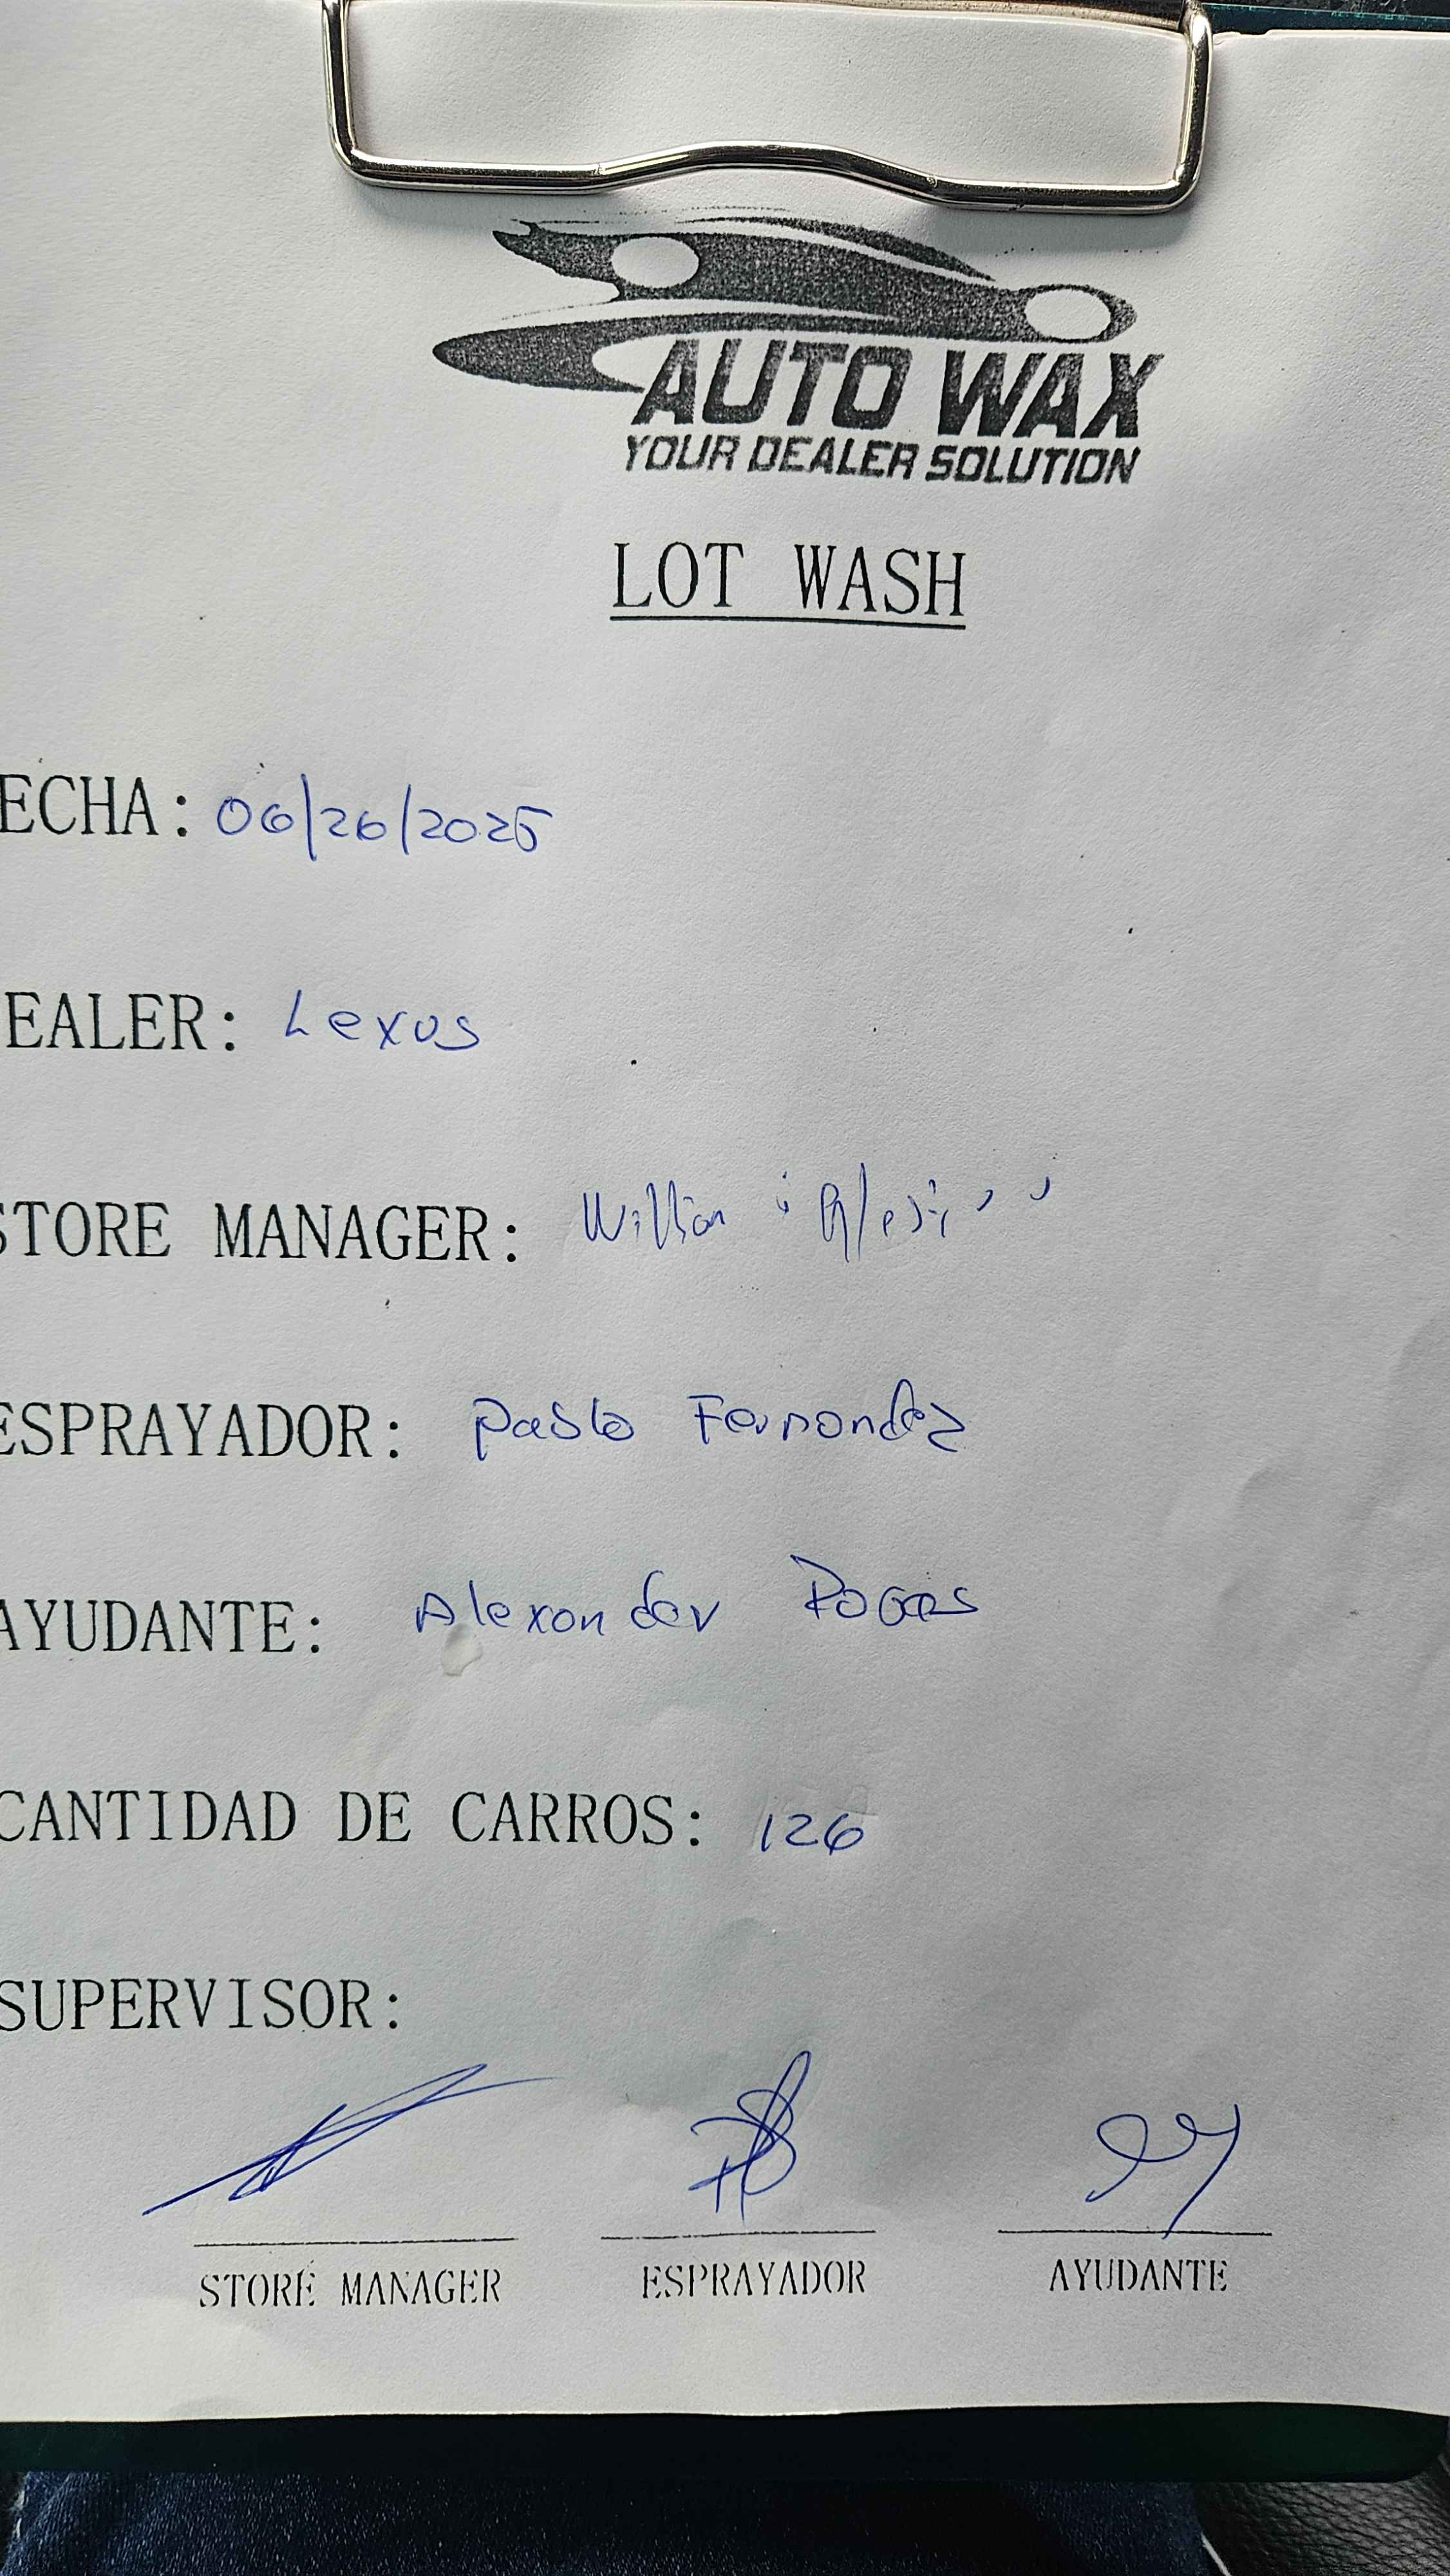 AUTO WAX
YOUR DEALER SOLUTION
LOT WASH
ECHA: 06/26/2025
EALER: Lexus
STORE MANAGER: Willian
ESPRAYADOR: Pablo Fernandez
AYUDANTE: Alexander
CANTIDAD DE CARROS: 126
SUPERVISOR:
STORE MANAGER ESPRAYADOR AYUDANTE